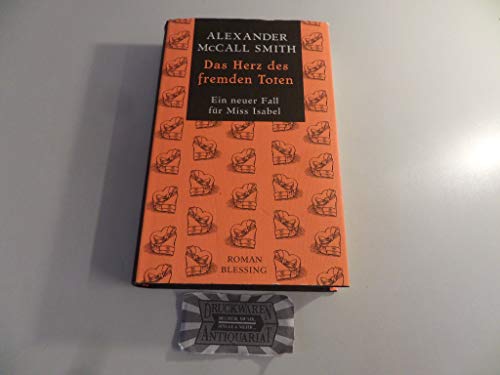 ALEXANDER
McCALL SMITH
Das Herz des
fremden Toten
Ein neuer Fall
für Miss Isabel
ROMAN
BLESSING
DRUCKWAREN
ANTIQUARIAT